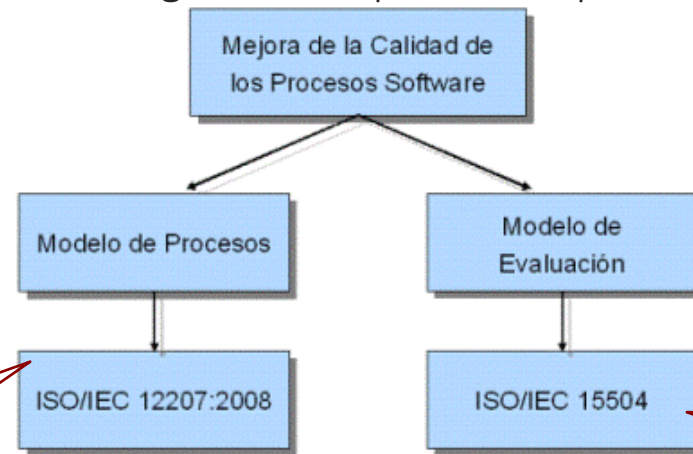 Mejora de la Calidad de
los Procesos Software
Modelo de Procesos
Modelo de
Evaluación
ISO/IEC 12207:2008
ISO/IEC 15504